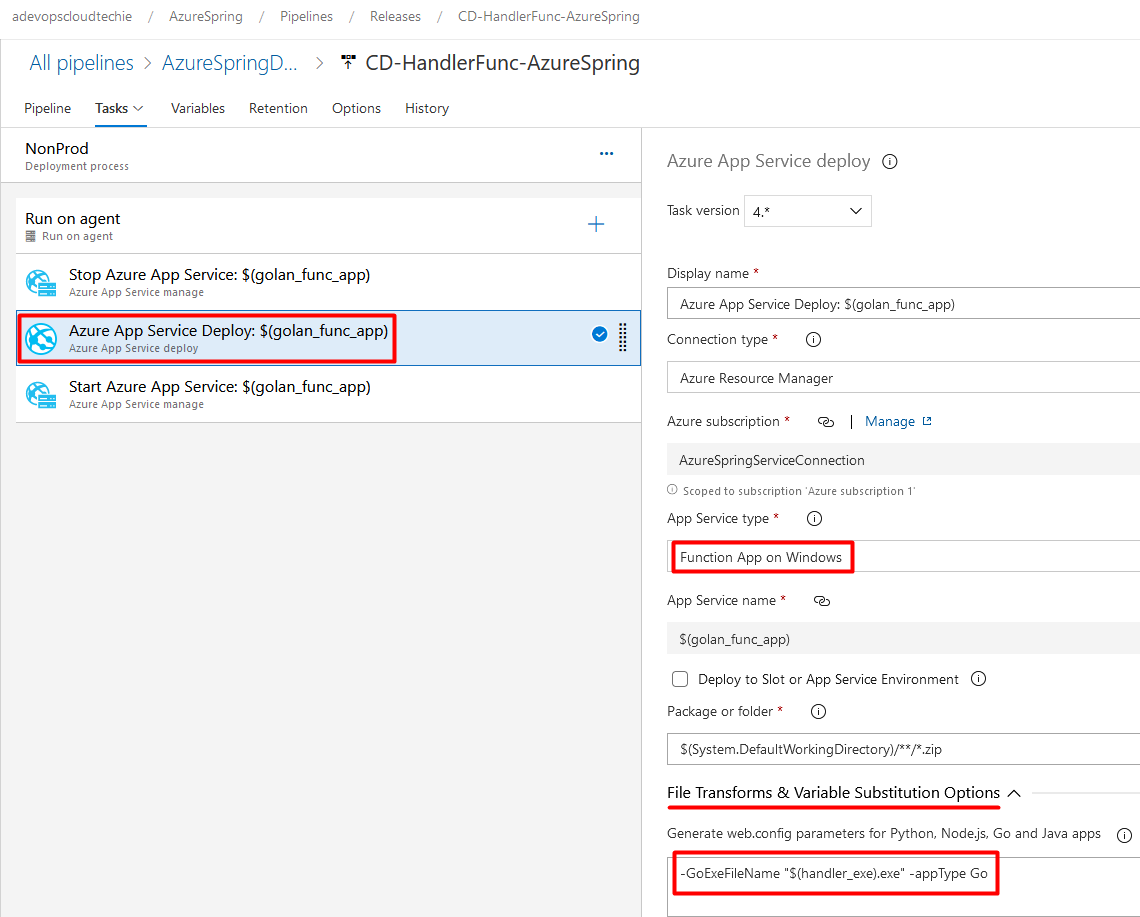 adevopscloudtechie / AzureSpring / Pipelines / Releases / CD-HandlerFunc-AzureSpring
All pipelines > AzureSpringD... > CD-HandlerFunc-AzureSpring
Pipeline Tasks Variables Retention Options History
NonProd
Deployment process
Run on agent
Run on agent
Stop Azure App Service: $(golan_func_app)
Azure App Service manage
Azure App Service Deploy: $(golan_func_app)
Azure App Service deploy
Start Azure App Service: $(golan_func_app)
Azure App Service manage
Azure App Service deploy
Task version 4.*
Display name *
Azure App Service Deploy: $(golan_func_app)
Connection type *
Azure Resource Manager
Azure subscription * | Manage
AzureSpringServiceConnection
Scoped to subscription 'Azure subscription 1'
App Service type *
Function App on Windows
App Service name *
$(golan_func_app)
Deploy to Slot or App Service Environment
Package or folder *
$(System.DefaultWorkingDirectory)/**/*.zip
File Transforms & Variable Substitution Options
Generate web.config parameters for Python, Node.js, Go and Java apps
-GoExeFileName "$(handler_exe).exe" -appType Go